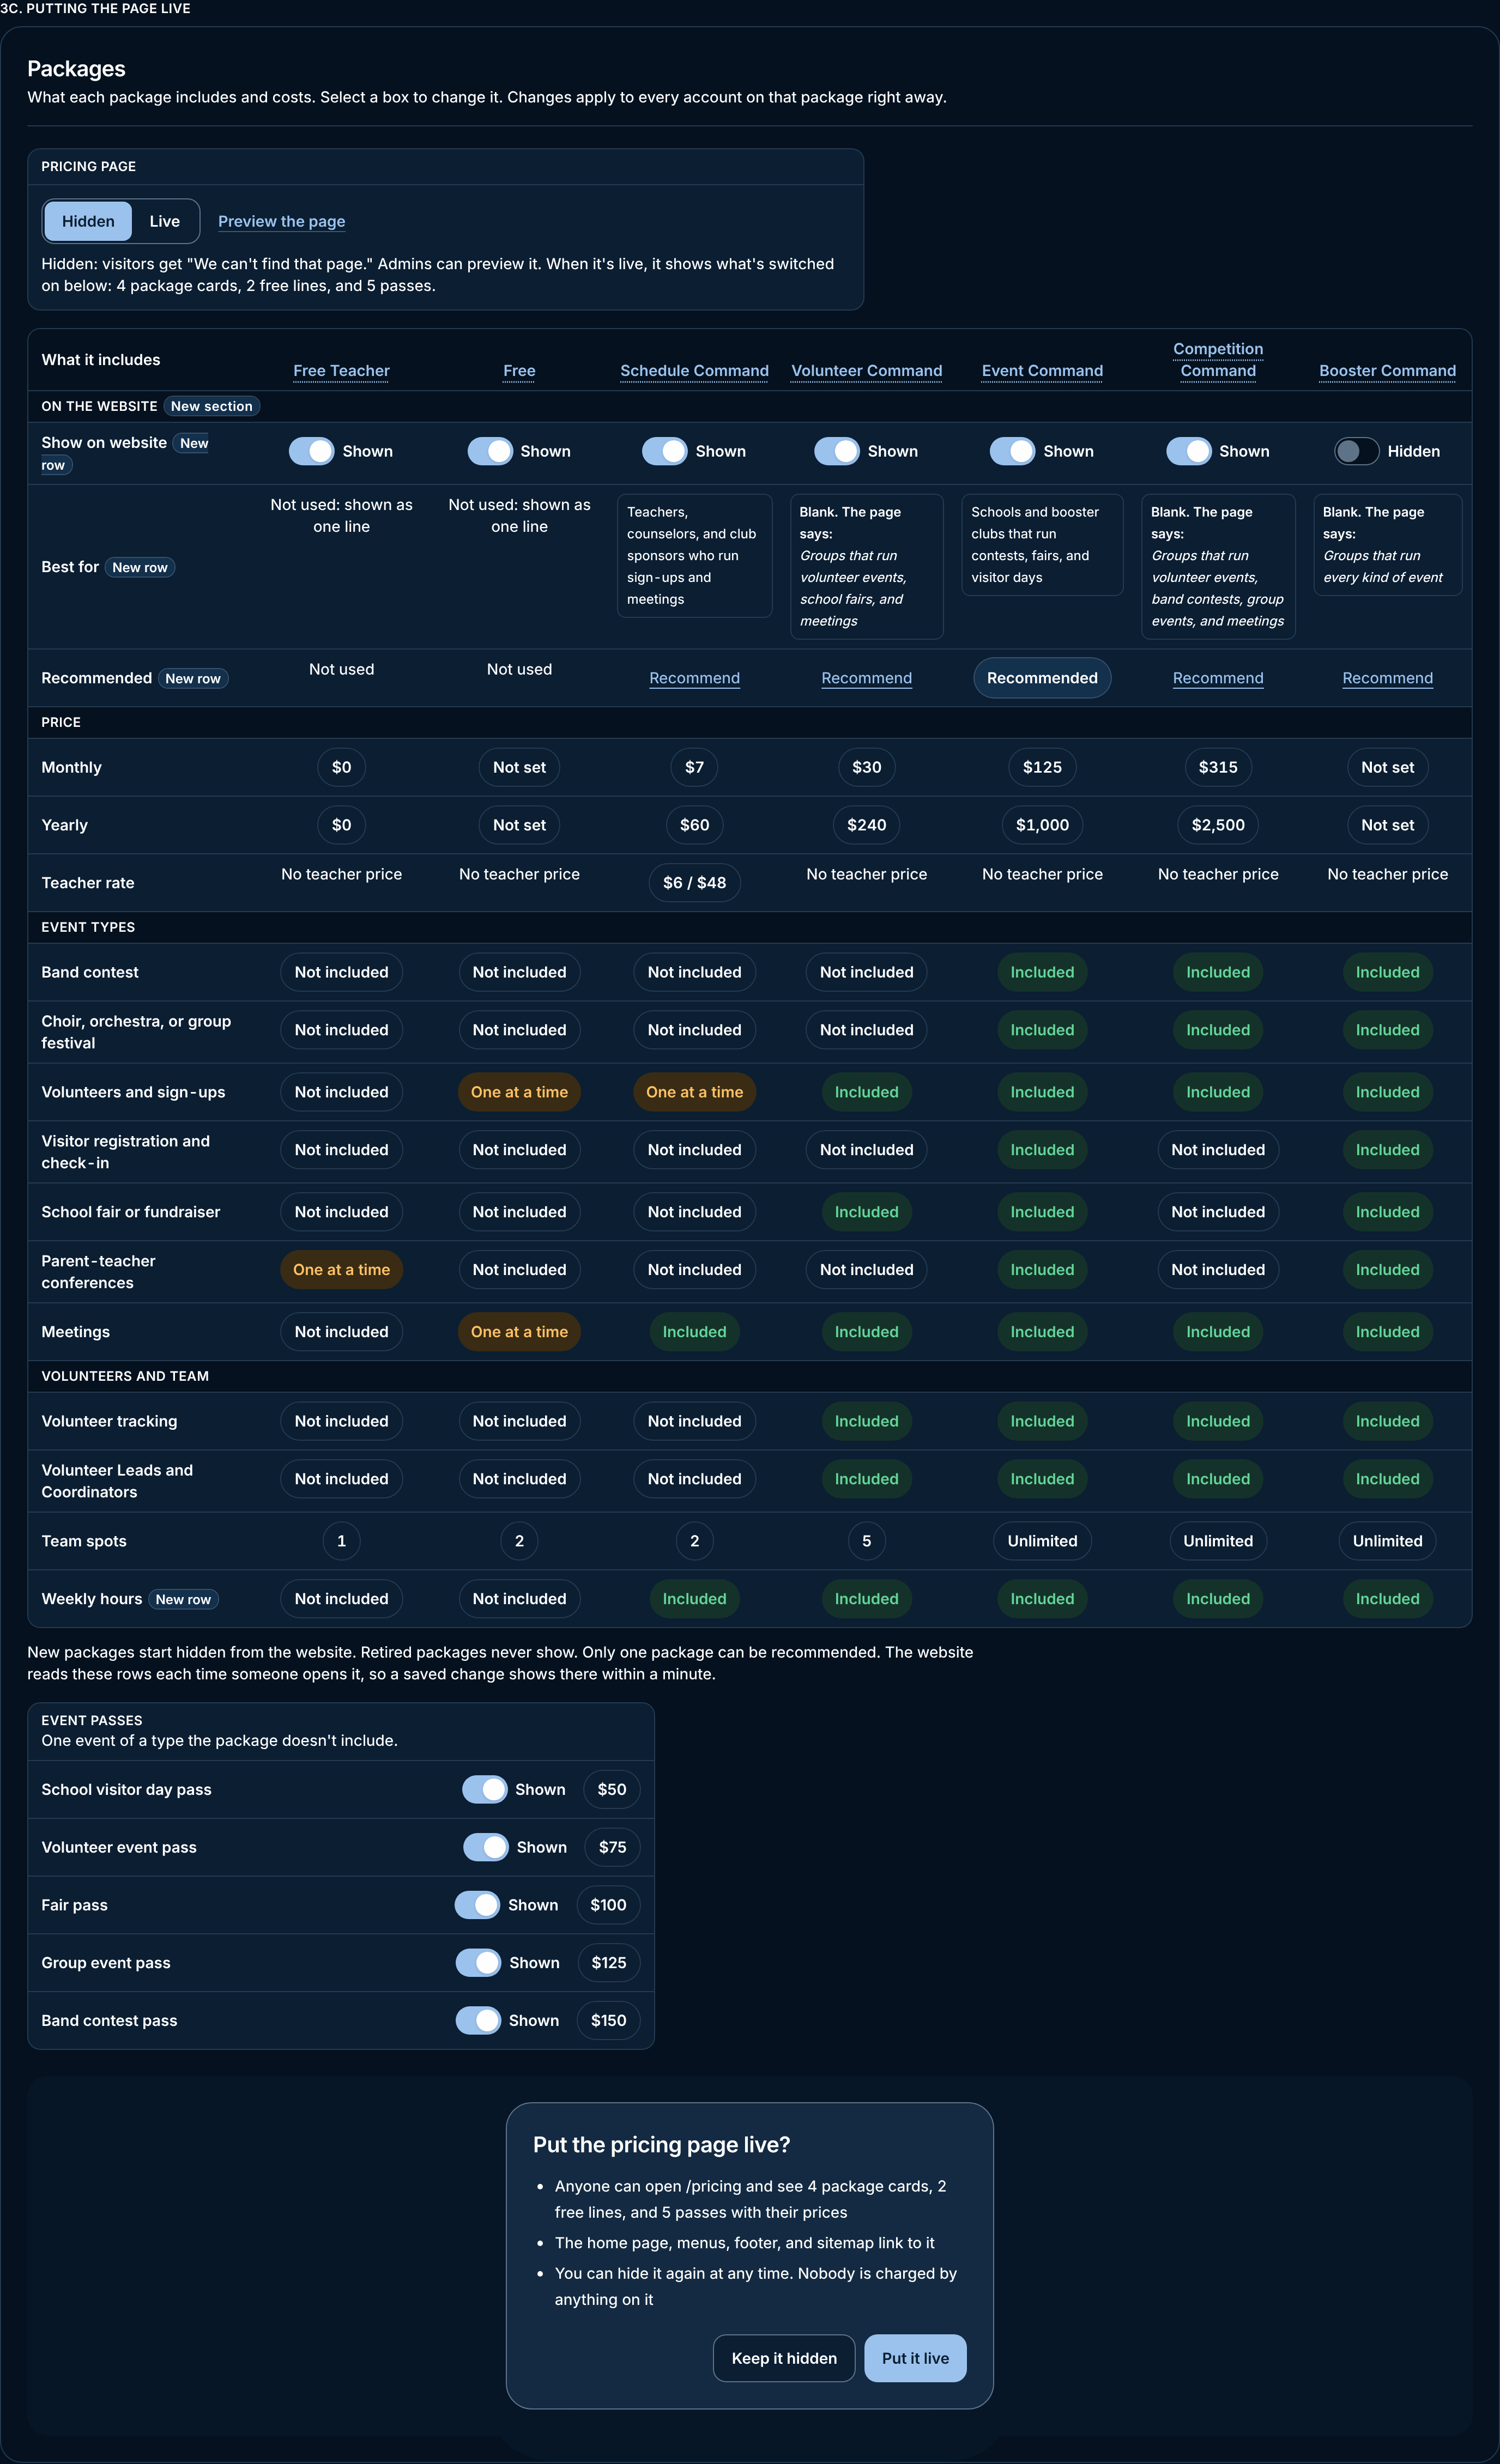 3C. PUTTING THE PAGE LIVE
Packages
What each package includes and costs. Select a box to change it. Changes apply to every account on that package right away.
PRICING PAGE
Hidden Live Preview the page
Hidden: visitors get "We can't find that page." Admins can preview it. When it's live, it shows what's switched
on below: 4 package cards, 2 free lines, and 5 passes.
What it includes Free Teacher Free Schedule Command Volunteer Command Event Command Competition Command Booster Command
ON THE WEBSITE New section
Show on website New row Shown Shown Shown Shown Shown Shown Hidden
Best for New row
Not used: shown as
one line
Not used: shown as
one line
Teachers,
counselors, and club
sponsors who run
sign-ups and
meetings
Blank. The page
says:
Groups that run
volunteer events,
school fairs, and
meetings
Schools and booster
clubs that run
contests, fairs, and
visitor days
Blank. The page
says:
Groups that run
volunteer events,
band contests, group
events, and meetings
Blank. The page
says:
Groups that run
every kind of event
Recommended New row Not used Not used Recommend Recommend Recommended Recommend Recommend
PRICE
Monthly $0 Not set $7 $30 $125 $315 Not set
Yearly $0 Not set $60 $240 $1,000 $2,500 Not set
Teacher rate No teacher price No teacher price $6 / $48 No teacher price No teacher price No teacher price No teacher price
EVENT TYPES
Band contest Not included Not included Not included Not included Included Included Included
Choir, orchestra, or group
festival Not included Not included Not included Not included Included Included Included
Volunteers and sign-ups Not included One at a time One at a time Included Included Included Included
Visitor registration and
check-in Not included Not included Not included Not included Included Not included Included
School fair or fundraiser Not included Not included Not included Included Included Not included Included
Parent-teacher
conferences One at a time Not included Not included Not included Included Not included Included
Meetings Not included One at a time Included Included Included Included Included
VOLUNTEERS AND TEAM
Volunteer tracking Not included Not included Not included Included Included Included Included
Volunteer Leads and
Coordinators Not included Not included Not included Included Included Included Included
Team spots 1 2 2 5 Unlimited Unlimited Unlimited
Weekly hours New row Not included Not included Included Included Included Included Included
New packages start hidden from the website. Retired packages never show. Only one package can be recommended. The website
reads these rows each time someone opens it, so a saved change shows there within a minute.
EVENT PASSES
One event of a type the package doesn't include.
School visitor day pass Shown $50
Volunteer event pass Shown $75
Fair pass Shown $100
Group event pass Shown $125
Band contest pass Shown $150
Put the pricing page live?
• Anyone can open /pricing and see 4 package cards, 2
free lines, and 5 passes with their prices
• The home page, menus, footer, and sitemap link to it
• You can hide it again at any time. Nobody is charged by
anything on it
Keep it hidden Put it live